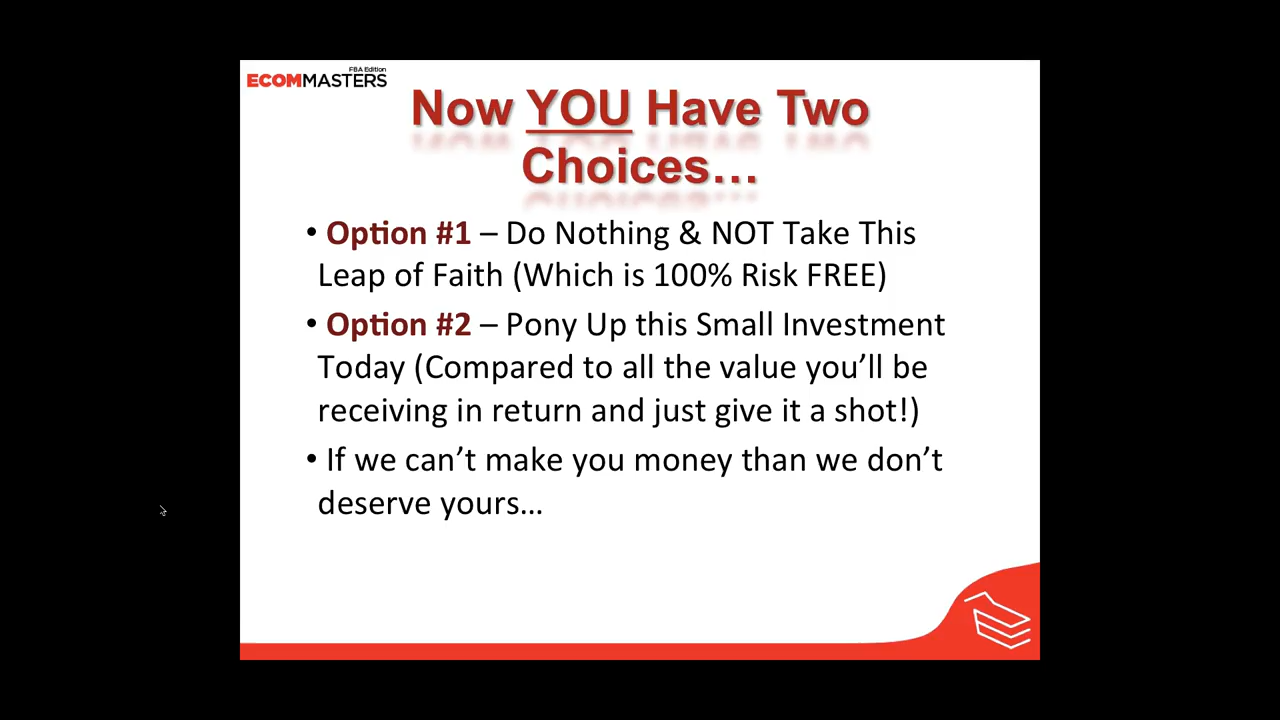 FBA Edition
ECOMMASTERS
Now YOU Have Two
Choices…
• Option #1 – Do Nothing & NOT Take This
Leap of Faith (Which is 100% Risk FREE)
• Option #2 – Pony Up this Small Investment
Today (Compared to all the value you’ll be
receiving in return and just give it a shot!)
• If we can’t make you money than we don’t
deserve yours…